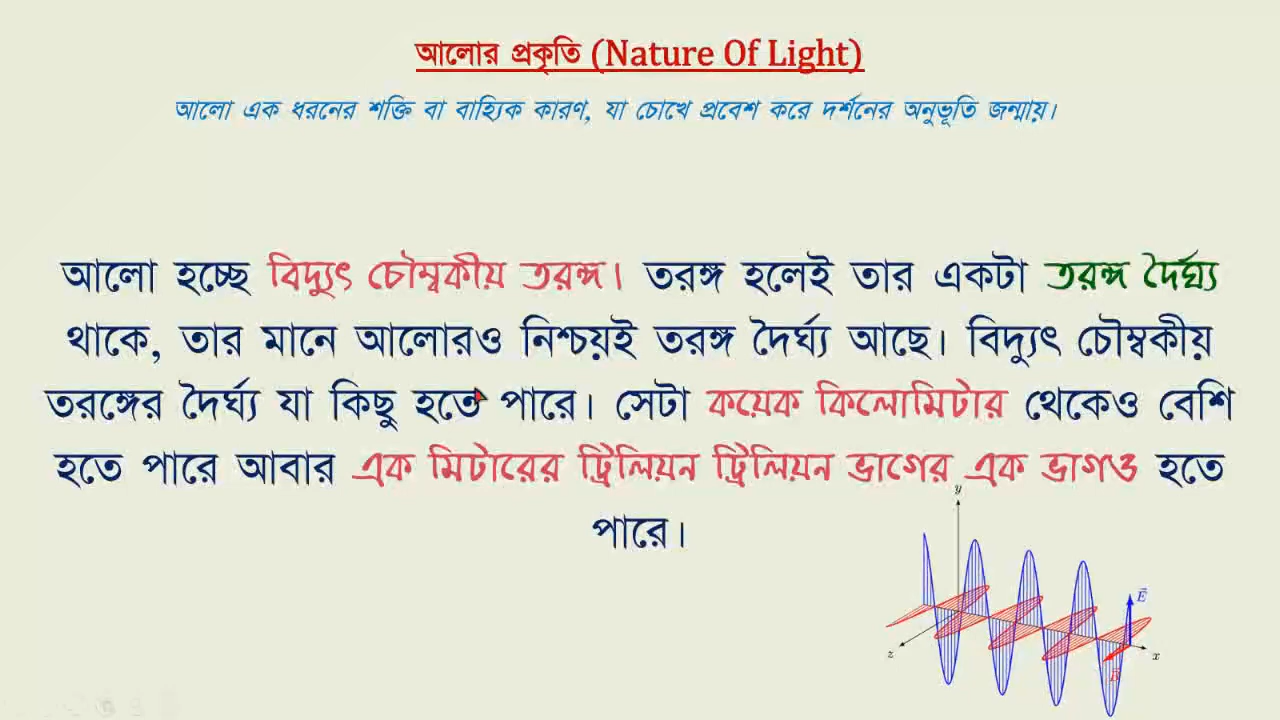 আলোর প্রকৃতি (Nature Of Light)
আলো এক ধরনের শক্তি বা বাহ্যিক কারণ, যা চোখে প্রবেশ করে দর্শনের অনুভূতি জন্মায়।
আলো হচ্ছে বিদ্যুৎ চৌম্বকীয় তরঙ্গ। তরঙ্গ হলেই তার একটা তরঙ্গ দৈর্ঘ্য
থাকে, তার মানে আলোরও নিশ্চয়ই তরঙ্গ দৈর্ঘ্য আছে। বিদ্যুৎ চৌম্বকীয়
তরঙ্গের দৈর্ঘ্য যা কিছু হতে পারে। সেটা কয়েক কিলোমিটার থেকেও বেশি
হতে পারে আবার এক মিটারের ট্রিলিয়ন ট্রিলিয়ন ভাগের এক ভাগও হতে
পারে।
y
E
z
x
B